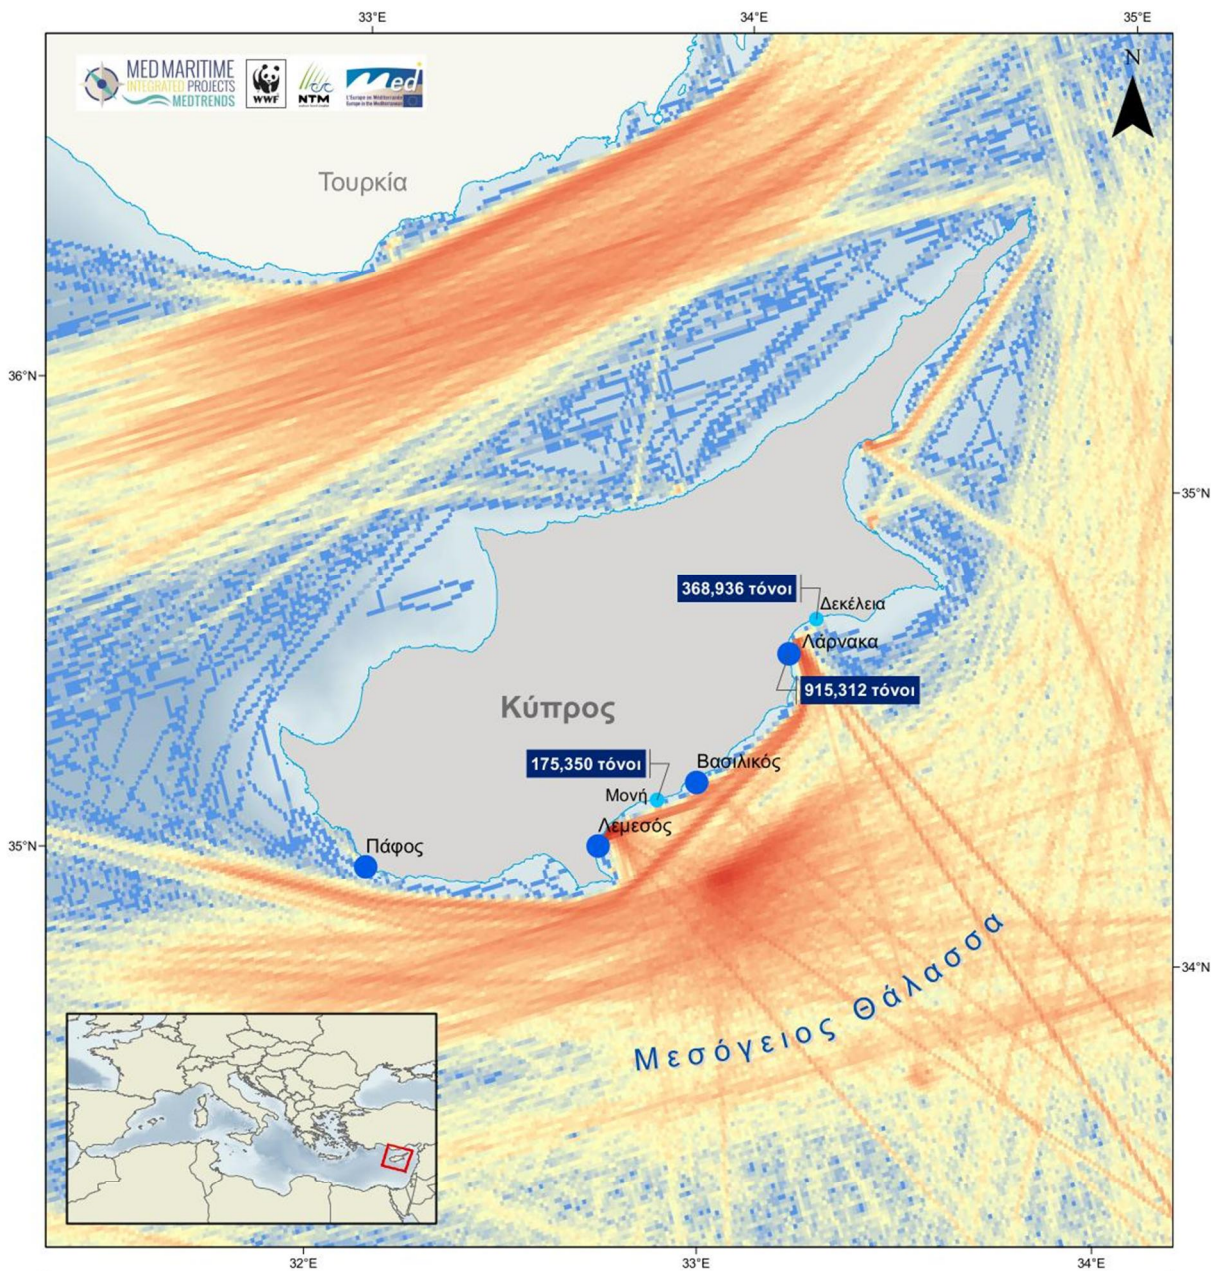 33°E
34°E
35°E
MED MARITIME
INTEGRATED PROJECTS
MEDTRENDS
WWF
NTM
Med
N
Τουρκία
36°N
35°N
368,936 τόνοι
Δεκέλεια
Λάρνακα
915,312 τόνοι
Κύπρος
175,350 τόνοι
Βασιλικός
Μονή
Λεμεσός
Πάφος
35°N
34°N
Μεσόγειος Θάλασσα
32°E
33°E
34°E